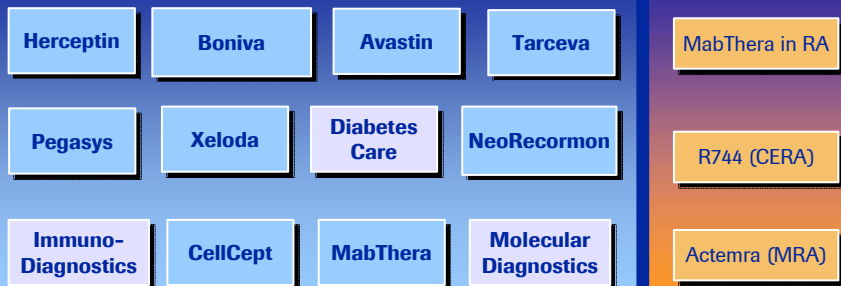 Herceptin
Boniva
Avastin
Tarceva
MabThera in RA
Pegasys
Xeloda
Diabetes
Care
NeoRecormon
R744 (CERA)
Immuno-
Diagnostics
CellCept
MabThera
Molecular
Diagnostics
Actemra (MRA)